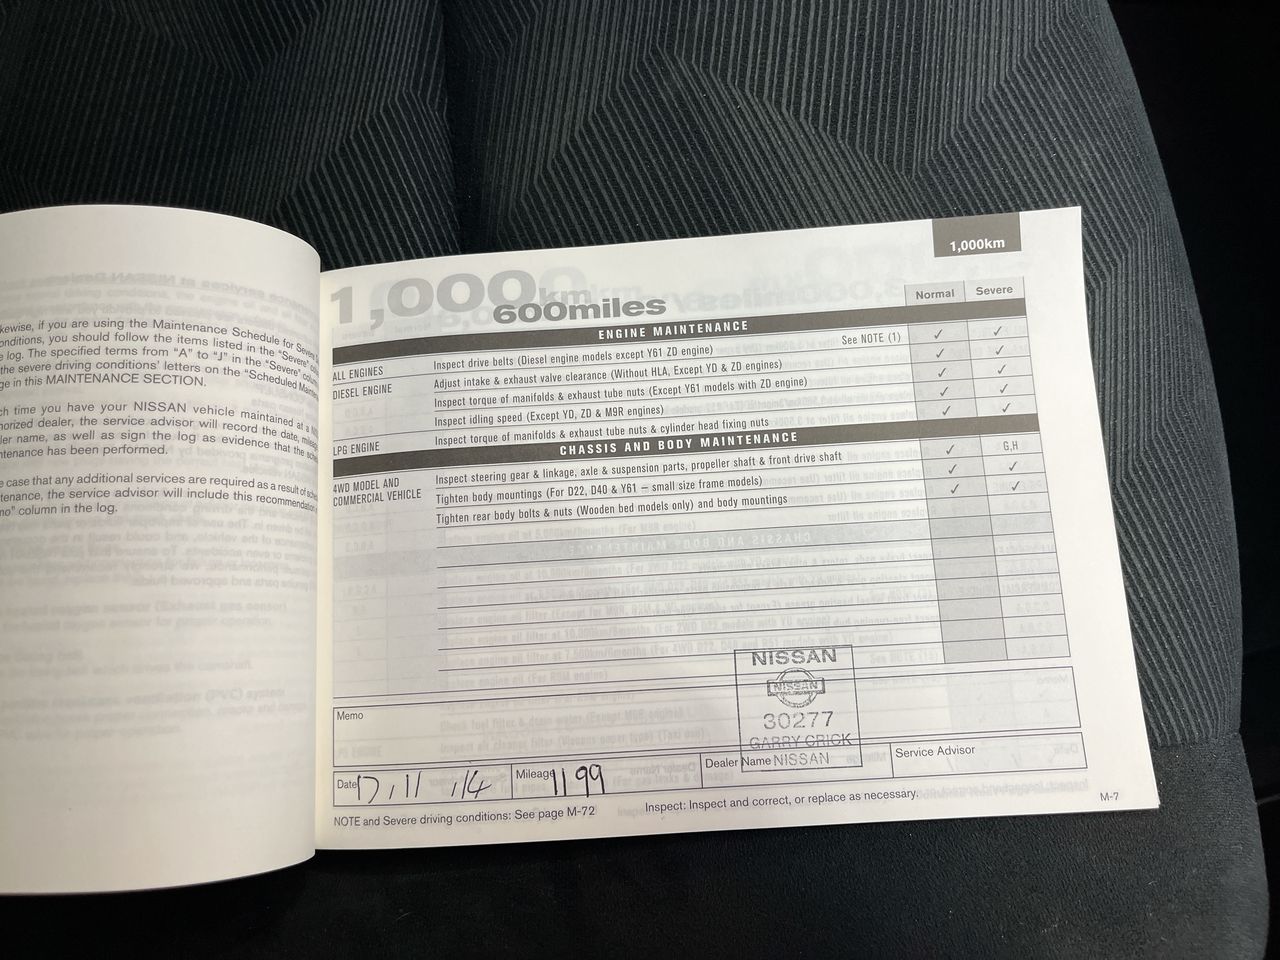 kewise, if you are using the Maintenance Schedule for Severe
onditions, you should follow the items listed in the "Severe"
e log. The specified terms from "A" to "J" in the "Severe"
the severe driving conditions' letters on the "Scheduled
ge in this MAINTENANCE SECTION.
ch time you have your NISSAN vehicle maintained at a
horized dealer, the service advisor will record the date,
ler name, as well as sign the log as evidence that the
ntenance has been performed.
e case that any additional services are required as a result of
tenance, the service advisor will include this recommendation
mo" column in the log.
1,000km
1,000km
600miles
Normal Severe
ENGINE MAINTENANCE
ALL ENGINES Inspect drive belts (Diesel engine models except Y61 ZD engine) See NOTE (1) ✓ ✓
DIESEL ENGINE Adjust intake & exhaust valve clearance (Without HLA, Except YD & ZD engines) ✓ ✓
Inspect torque of manifolds & exhaust tube nuts (Except Y61 models with ZD engine) ✓ ✓
Inspect idling speed (Except YD, ZD & M9R engines) ✓ ✓
LPG ENGINE Inspect torque of manifolds & exhaust tube nuts & cylinder head fixing nuts ✓ ✓
CHASSIS AND BODY MAINTENANCE
4WD MODEL AND COMMERCIAL VEHICLE Inspect steering gear & linkage, axle & suspension parts, propeller shaft & front drive shaft ✓ G,H
Tighten body mountings (For D22, D40 & Y61 – small size frame models) ✓ ✓
Tighten rear body bolts & nuts (Wooden bed models only) and body mountings ✓ ✓
NISSAN
NISSAN
30277
GARRY CRICK
NISSAN
Memo
Date 17,11,14 Mileage 1199 Dealer Name Service Advisor
NOTE and Severe driving conditions: See page M-72 Inspect: Inspect and correct, or replace as necessary.
M-7